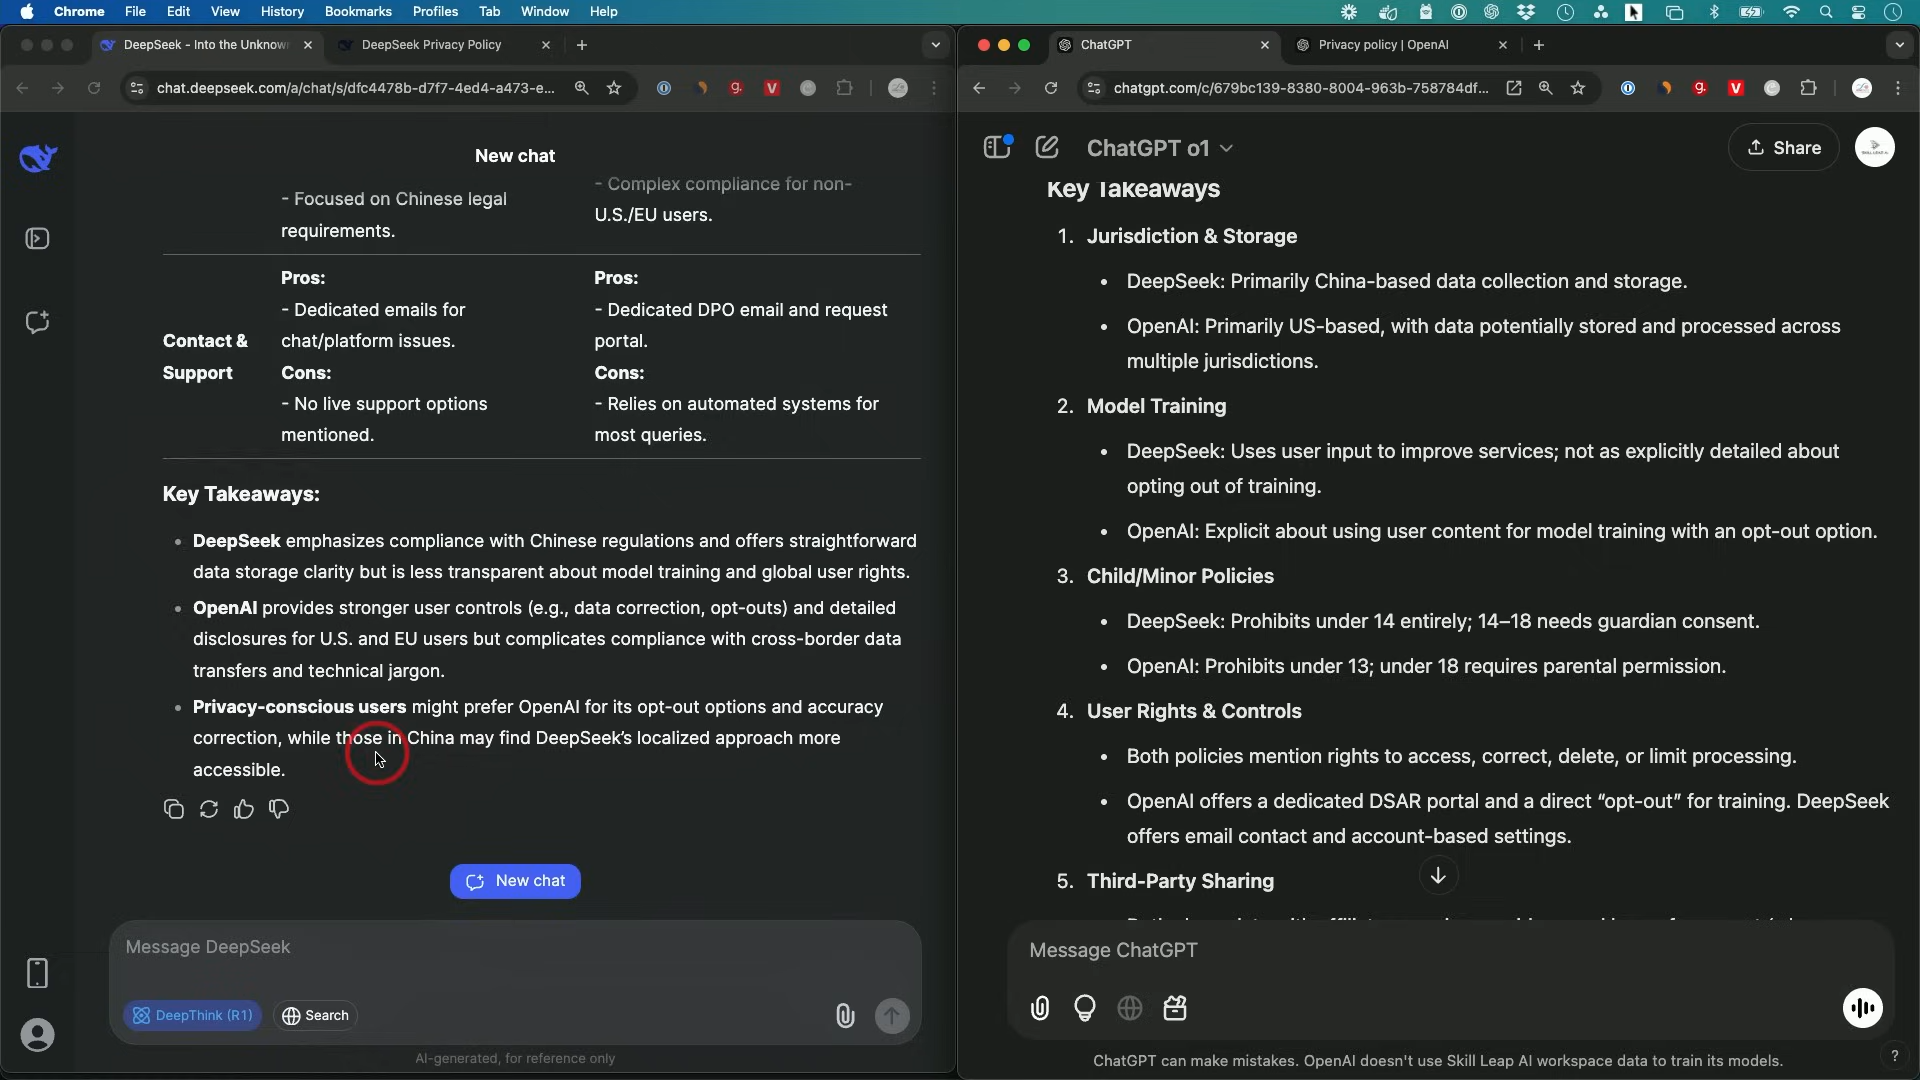 Chrome File Edit View History Bookmarks Profiles Tab Window Help
DeepSeek - Into the Unknown
DeepSeek Privacy Policy
ChatGPT
Privacy policy | OpenAI
chat.deepseek.com/a/chat/s/dfc4478b-d7f7-4ed4-a473-e...
chatgpt.com/c/679bc139-8380-8004-963b-758784df...
New chat
- Focused on Chinese legal
requirements.
- Complex compliance for non-
U.S./EU users.
Contact &
Support
Pros:
- Dedicated emails for
chat/platform issues.
Cons:
- No live support options
mentioned.
Pros:
- Dedicated DPO email and request
portal.
Cons:
- Relies on automated systems for
most queries.
Key Takeaways:
• DeepSeek emphasizes compliance with Chinese regulations and offers straightforward
data storage clarity but is less transparent about model training and global user rights.
• OpenAI provides stronger user controls (e.g., data correction, opt-outs) and detailed
disclosures for U.S. and EU users but complicates compliance with cross-border data
transfers and technical jargon.
• Privacy-conscious users might prefer OpenAI for its opt-out options and accuracy
correction, while those in China may find DeepSeek's localized approach more
accessible.
New chat
Message DeepSeek
DeepThink (R1)
Search
AI-generated, for reference only
ChatGPT o1
Share
Key Takeaways
1. Jurisdiction & Storage
• DeepSeek: Primarily China-based data collection and storage.
• OpenAI: Primarily US-based, with data potentially stored and processed across
multiple jurisdictions.
2. Model Training
• DeepSeek: Uses user input to improve services; not as explicitly detailed about
opting out of training.
• OpenAI: Explicit about using user content for model training with an opt-out option.
3. Child/Minor Policies
• DeepSeek: Prohibits under 14 entirely; 14–18 needs guardian consent.
• OpenAI: Prohibits under 13; under 18 requires parental permission.
4. User Rights & Controls
• Both policies mention rights to access, correct, delete, or limit processing.
• OpenAI offers a dedicated DSAR portal and a direct “opt-out” for training. DeepSeek
offers email contact and account-based settings.
5. Third-Party Sharing
Message ChatGPT
ChatGPT can make mistakes. OpenAI doesn't use Skill Leap AI workspace data to train its models.
?